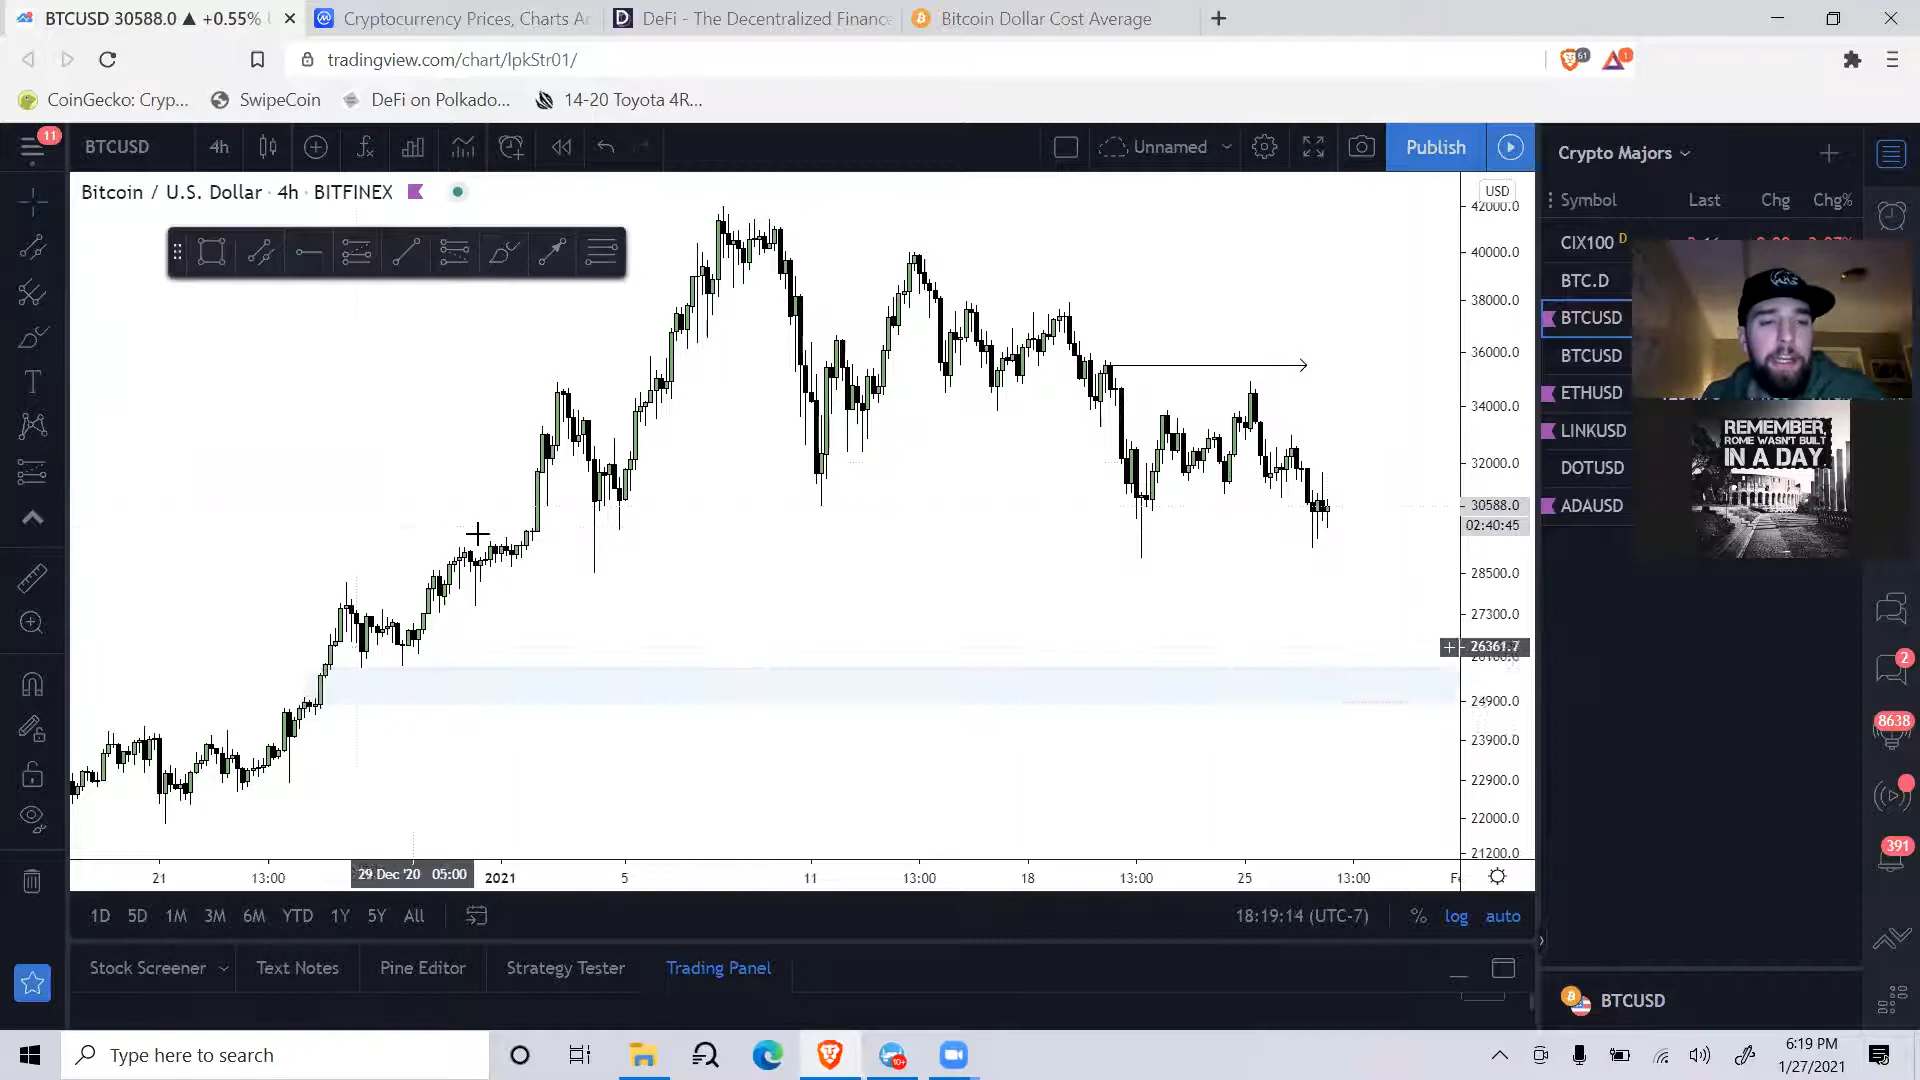 BTCUSD 30588.0 ▲ +0.55%
Cryptocurrency Prices, Charts A
DeFi - The Decentralized Finance
Bitcoin Dollar Cost Average
tradingview.com/chart/lpkStr01/
61
1
CoinGecko: Cryp...
SwipeCoin
DeFi on Polkado...
14-20 Toyota 4R...
11
BTCUSD
4h
Unnamed
Publish
Crypto Majors
Bitcoin / U.S. Dollar · 4h · BITFINEX
USD
Symbol
Last
Chg
Chg%
42000.0
40000.0
38000.0
36000.0
34000.0
32000.0
30588.0
02:40:45
28500.0
27300.0
26361.7
24900.0
23900.0
22900.0
22000.0
21200.0
CIX100 D
BTC.D
BTCUSD
BTCUSD
ETHUSD
LINKUSD
DOTUSD
ADAUSD
REMEMBER,
ROME WASN'T BUILT
IN A DAY
2
8638
391
21
13:00
29 Dec '20 05:00
2021
5
11
13:00
18
13:00
25
13:00
1D
5D
1M
3M
6M
YTD
1Y
5Y
All
18:19:14 (UTC-7)
%
log
auto
Stock Screener
Text Notes
Pine Editor
Strategy Tester
Trading Panel
BTCUSD
Type here to search
10+
6:19 PM
1/27/2021